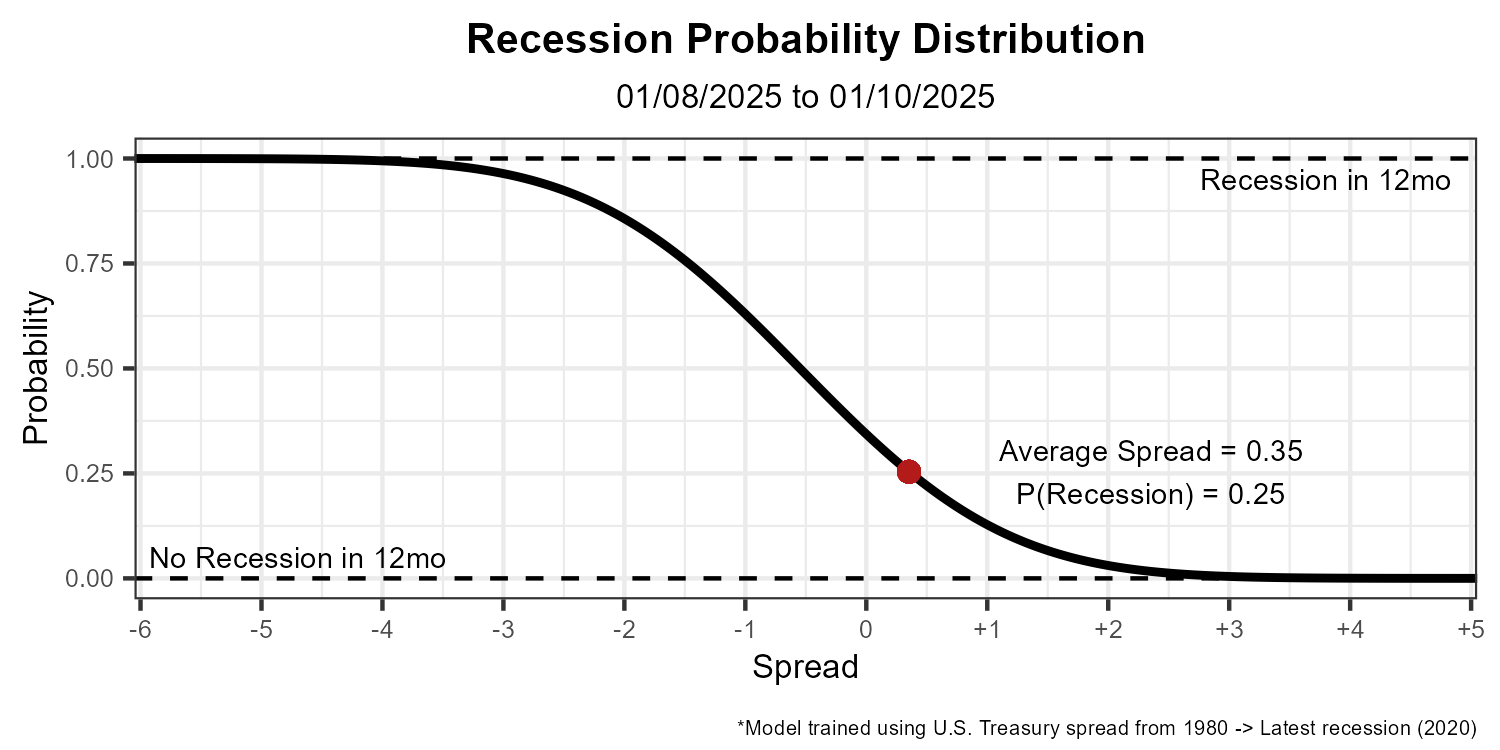 Recession Probability Distribution
01/08/2025 to 01/10/2025
Probability
1.00
0.75
0.50
0.25
0.00
Recession in 12mo
Average Spread = 0.35
P(Recession) = 0.25
No Recession in 12mo
-6 -5 -4 -3 -2 -1 0 +1 +2 +3 +4 +5
Spread
*Model trained using U.S. Treasury spread from 1980 -> Latest recession (2020)